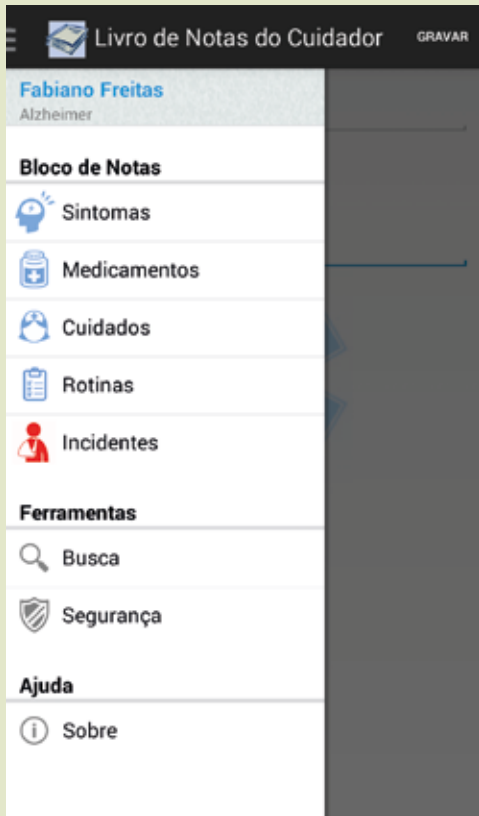 Livro de Notas do Cuidador GRAVAR
Fabiano Freitas
Alzheimer
Bloco de Notas
Sintomas
Medicamentos
Cuidados
Rotinas
Incidentes
Ferramentas
Busca
Segurança
Ajuda
Sobre